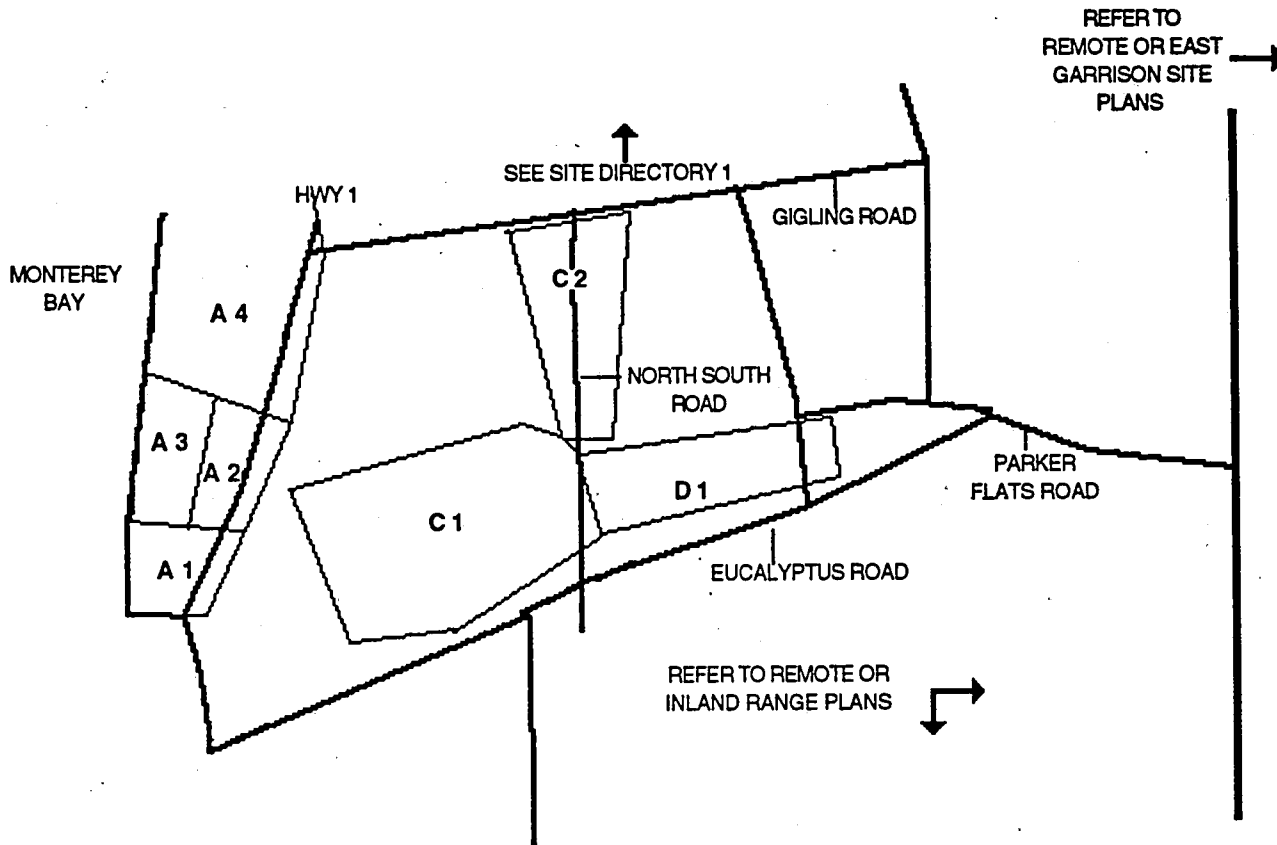 REFER TO
REMOTE OR EAST
GARRISON SITE
PLANS
SEE SITE DIRECTORY 1
HWY 1
GIGLING ROAD
MONTEREY
BAY
C 2
A 4
NORTH SOUTH
ROAD
A 3
A 2
PARKER
FLATS ROAD
D 1
C 1
A 1
EUCALYPTUS ROAD
REFER TO REMOTE OR
INLAND RANGE PLANS